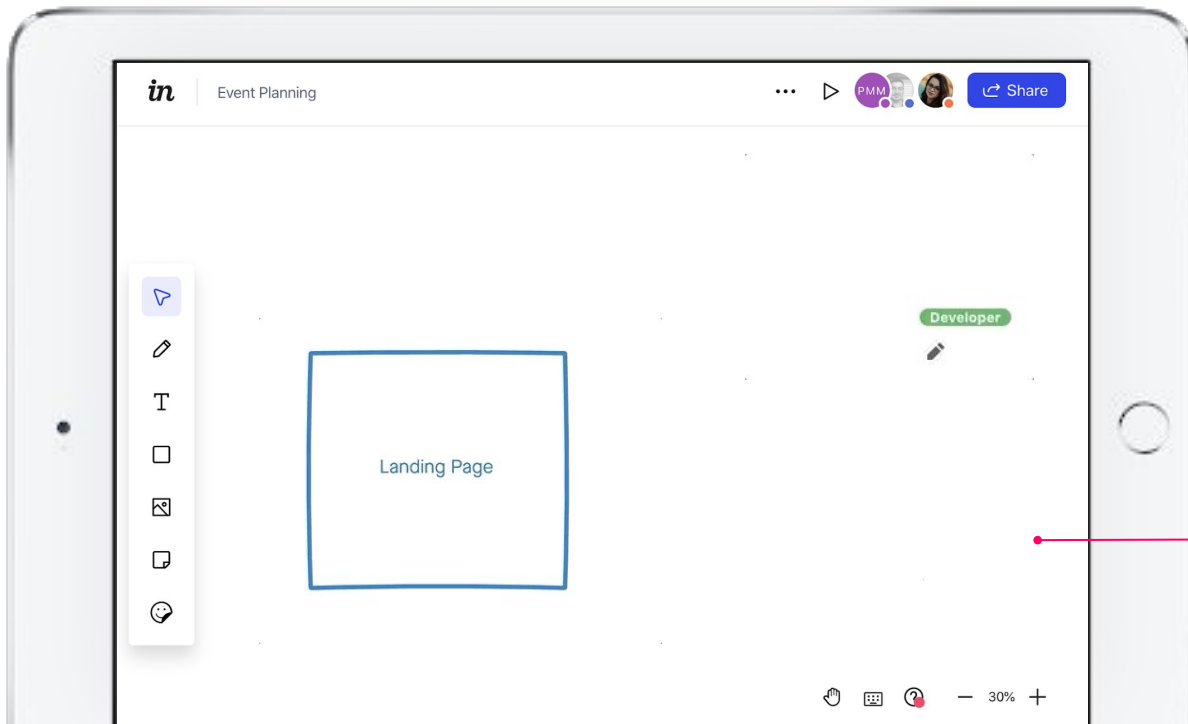 in
Event Planning
PMM
Share
Developer
T
Landing Page
30%